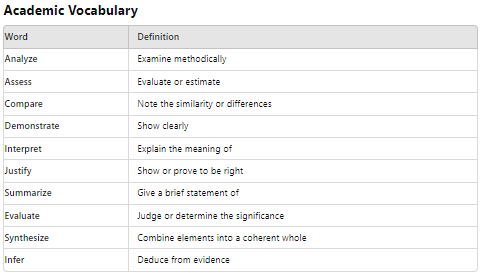 Academic Vocabulary
Word Definition
Analyze Examine methodically
Assess Evaluate or estimate
Compare Note the similarity or differences
Demonstrate Show clearly
Interpret Explain the meaning of
Justify Show or prove to be right
Summarize Give a brief statement of
Evaluate Judge or determine the significance
Synthesize Combine elements into a coherent whole
Infer Deduce from evidence